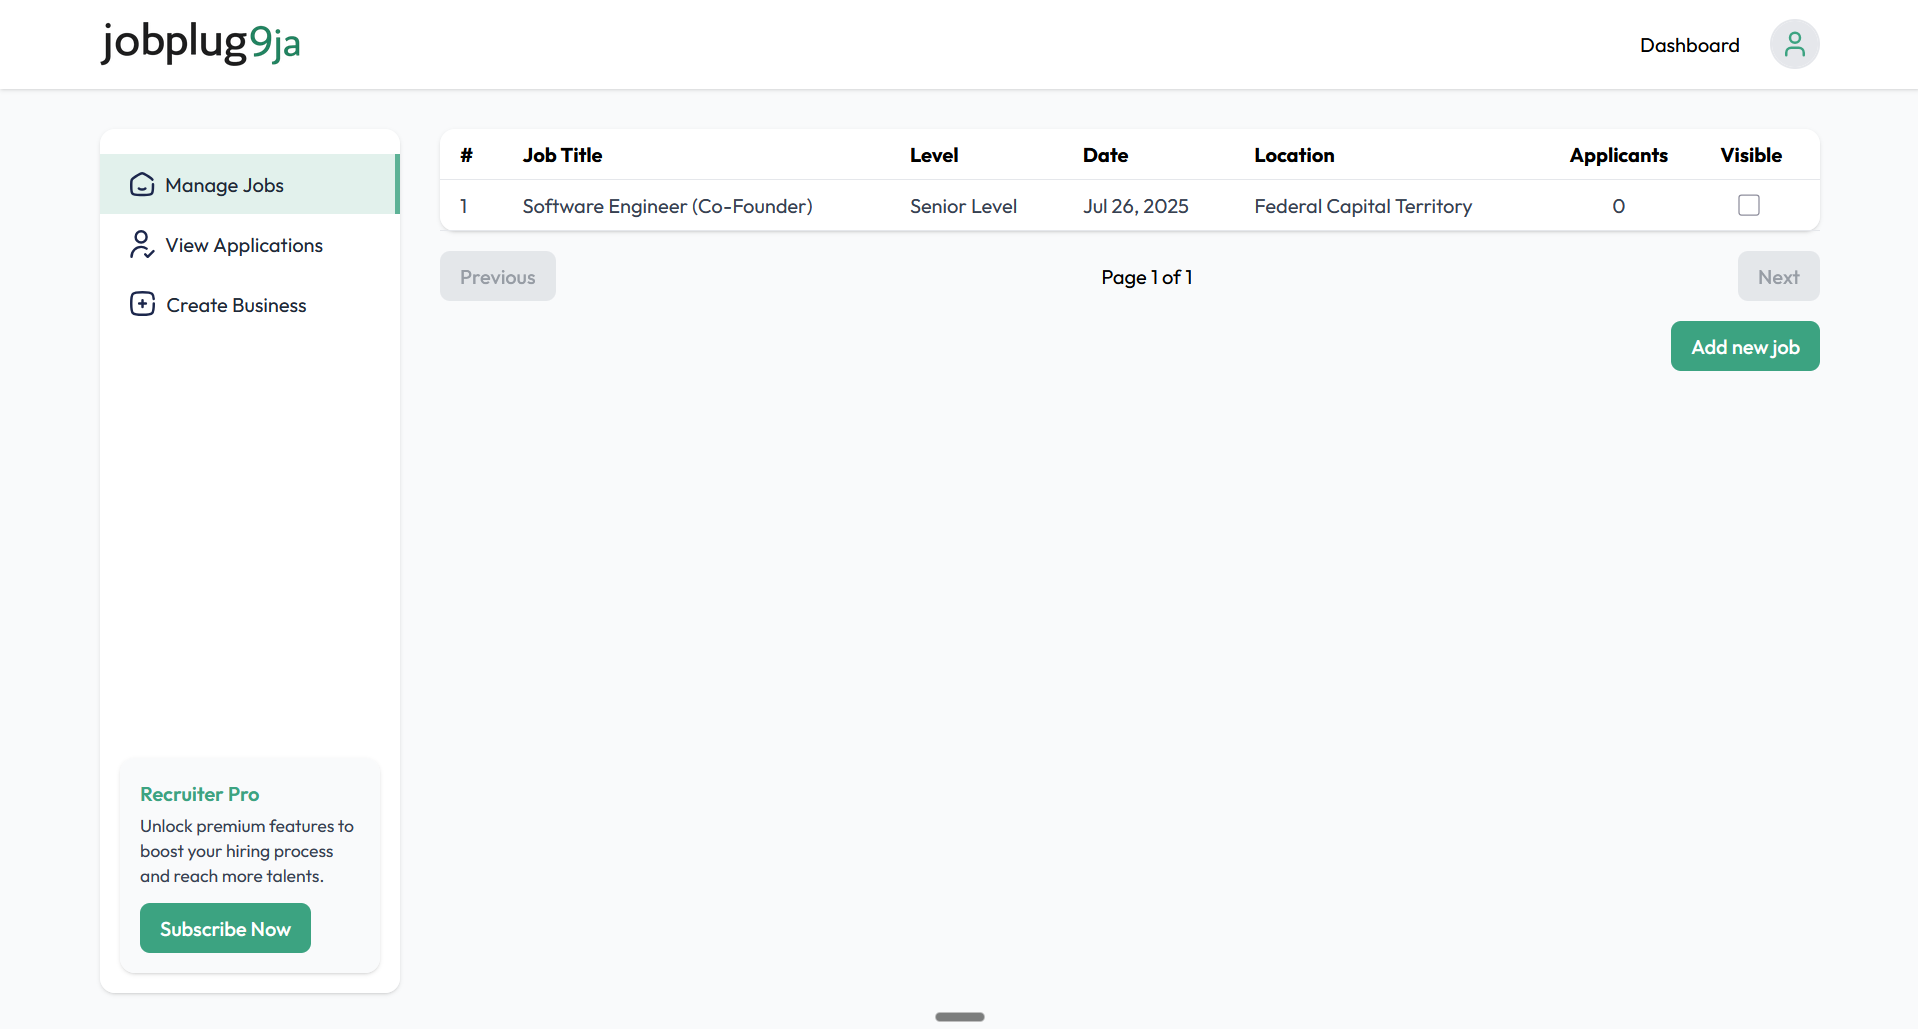 jobplug9ja
Dashboard
Manage Jobs
View Applications
Create Business
# Job Title Level Date Location Applicants Visible
1 Software Engineer (Co-Founder) Senior Level Jul 26, 2025 Federal Capital Territory 0
Previous Page 1 of 1 Next
Add new job
Recruiter Pro
Unlock premium features to
boost your hiring process
and reach more talents.
Subscribe Now